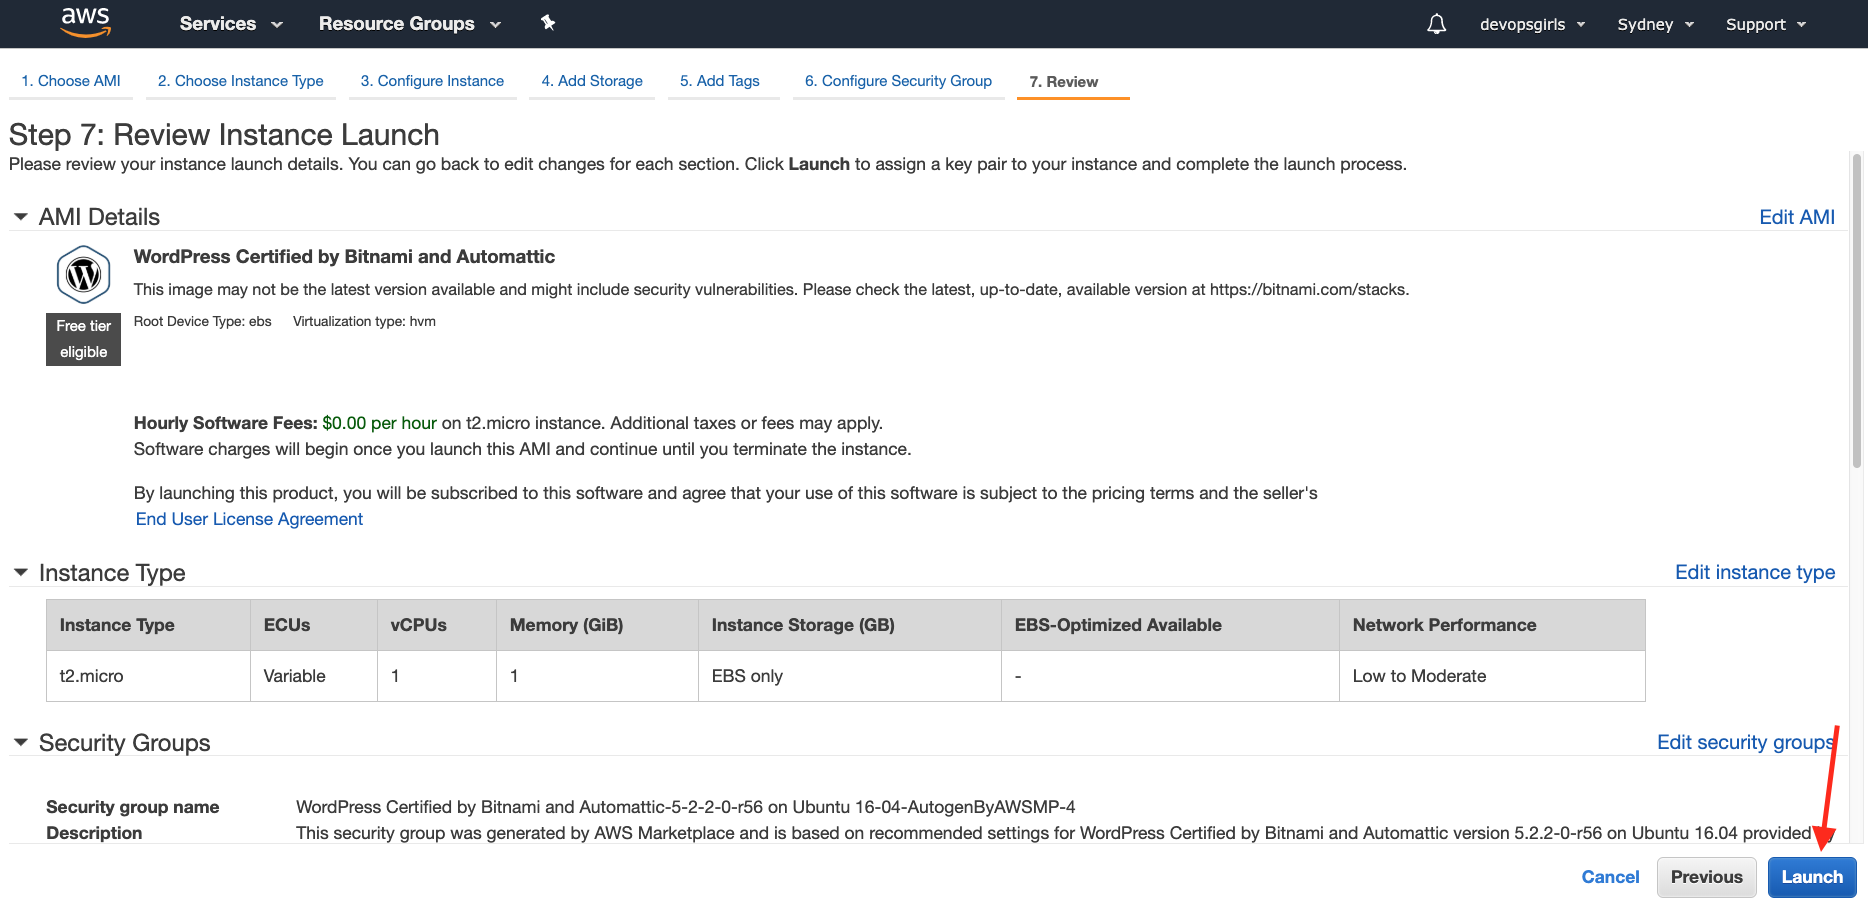 aws Services Resource Groups devopsgirls Sydney Support
1. Choose AMI 2. Choose Instance Type 3. Configure Instance 4. Add Storage 5. Add Tags 6. Configure Security Group 7. Review
Step 7: Review Instance Launch
Please review your instance launch details. You can go back to edit changes for each section. Click Launch to assign a key pair to your instance and complete the launch process.
AMI Details Edit AMI
WordPress Certified by Bitnami and Automattic
This image may not be the latest version available and might include security vulnerabilities. Please check the latest, up-to-date, available version at https://bitnami.com/stacks.
Free tier
eligible
Root Device Type: ebs Virtualization type: hvm
Hourly Software Fees: $0.00 per hour on t2.micro instance. Additional taxes or fees may apply.
Software charges will begin once you launch this AMI and continue until you terminate the instance.
By launching this product, you will be subscribed to this software and agree that your use of this software is subject to the pricing terms and the seller's
End User License Agreement
Instance Type Edit instance type
Instance Type ECUs vCPUs Memory (GiB) Instance Storage (GB) EBS-Optimized Available Network Performance
t2.micro Variable 1 1 EBS only - Low to Moderate
Security Groups Edit security groups
Security group name WordPress Certified by Bitnami and Automattic-5-2-2-0-r56 on Ubuntu 16-04-AutogenByAWSMP-4
Description This security group was generated by AWS Marketplace and is based on recommended settings for WordPress Certified by Bitnami and Automattic version 5.2.2-0-r56 on Ubuntu 16.04 provided
Cancel Previous Launch